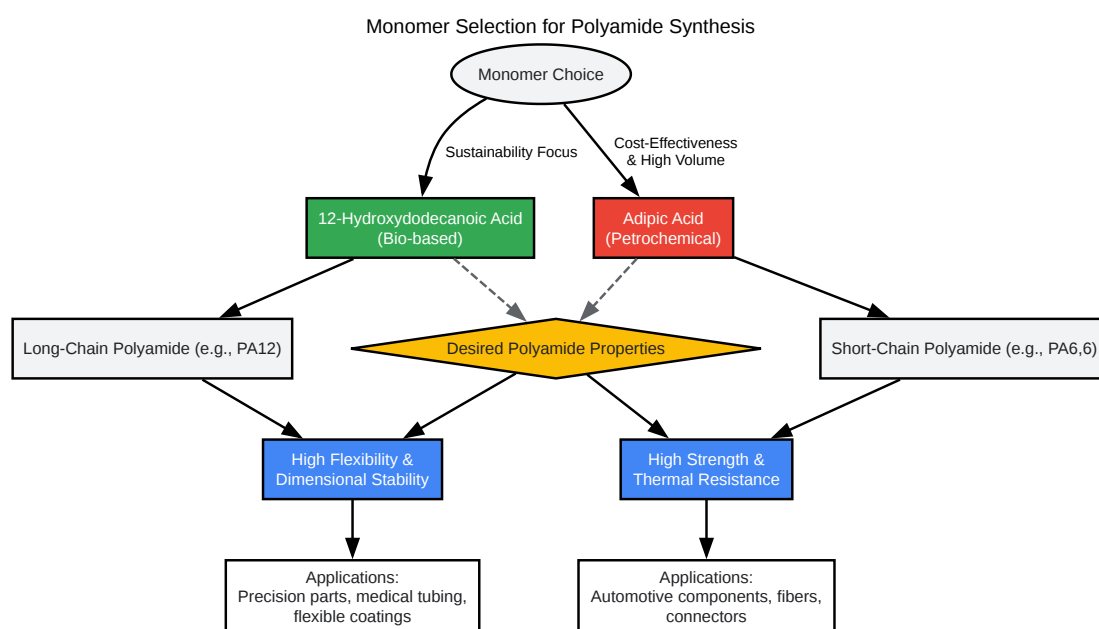 Monomer Selection for Polyamide Synthesis
Monomer Choice
Sustainability Focus
Cost-Effectiveness
& High Volume
12-Hydroxydodecanoic Acid
(Bio-based)
Adipic Acid
(Petrochemical)
Long-Chain Polyamide (e.g., PA12)
Desired Polyamide Properties
Short-Chain Polyamide (e.g., PA6,6)
High Flexibility &
Dimensional Stability
High Strength &
Thermal Resistance
Applications:
Precision parts, medical tubing,
flexible coatings
Applications:
Automotive components, fibers,
connectors